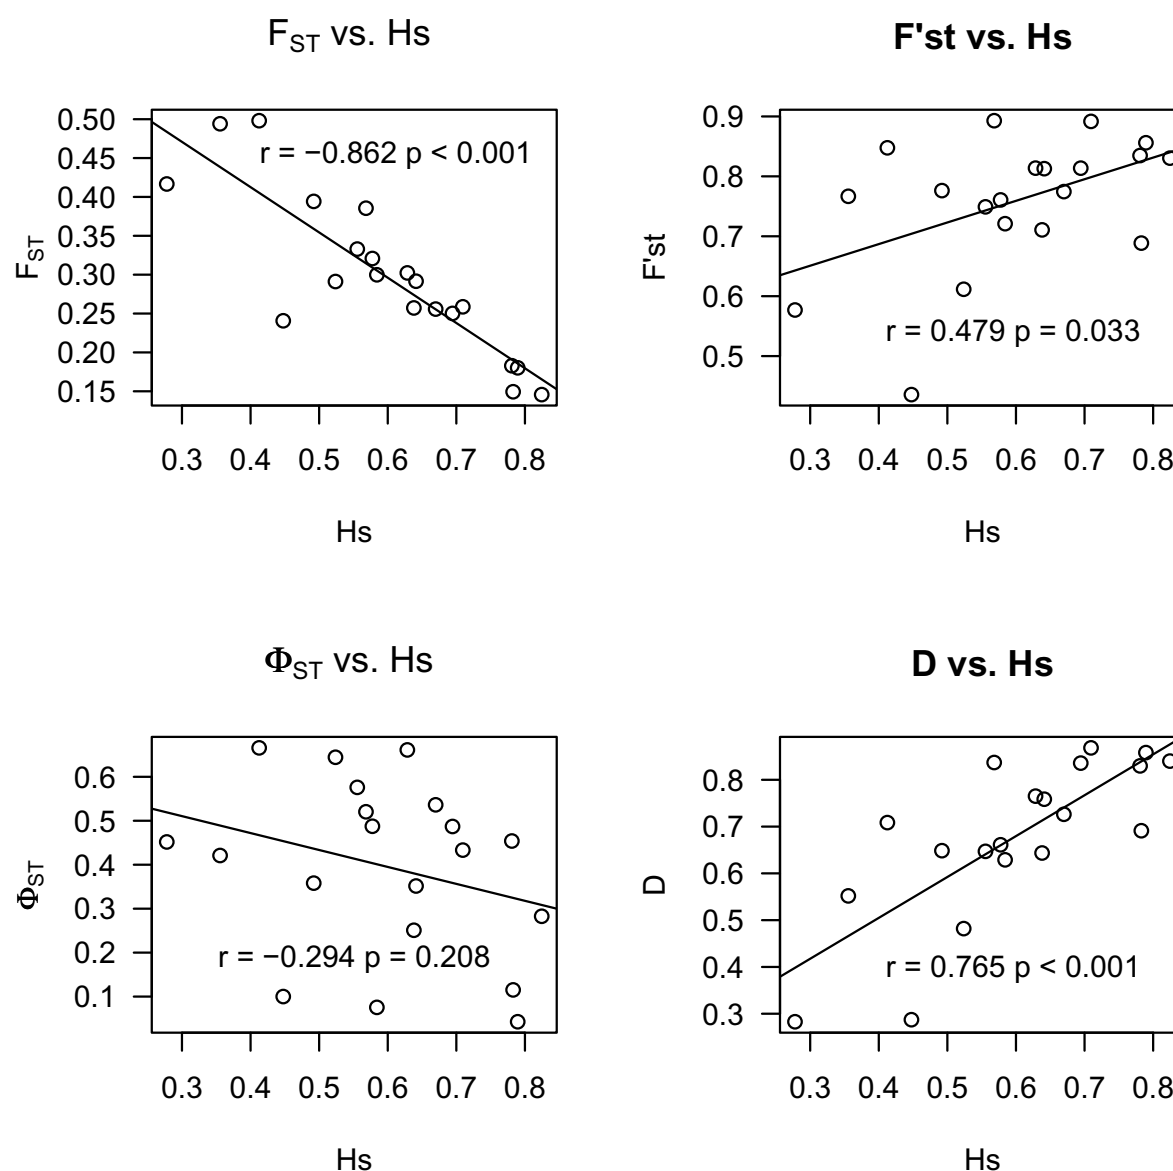 F_ST vs. Hs
0.50
0.45
0.40
0.35
0.30
0.25
0.20
0.15
F_ST
r = −0.862 p < 0.001
0.3 0.4 0.5 0.6 0.7 0.8
Hs
F'st vs. Hs
0.9
0.8
0.7
0.6
0.5
F'st
r = 0.479 p = 0.033
0.3 0.4 0.5 0.6 0.7 0.8
Hs
Φ_ST vs. Hs
0.6
0.5
0.4
0.3
0.2
0.1
Φ_ST
r = −0.294 p = 0.208
0.3 0.4 0.5 0.6 0.7 0.8
Hs
D vs. Hs
0.8
0.7
0.6
0.5
0.4
0.3
D
r = 0.765 p < 0.001
0.3 0.4 0.5 0.6 0.7 0.8
Hs